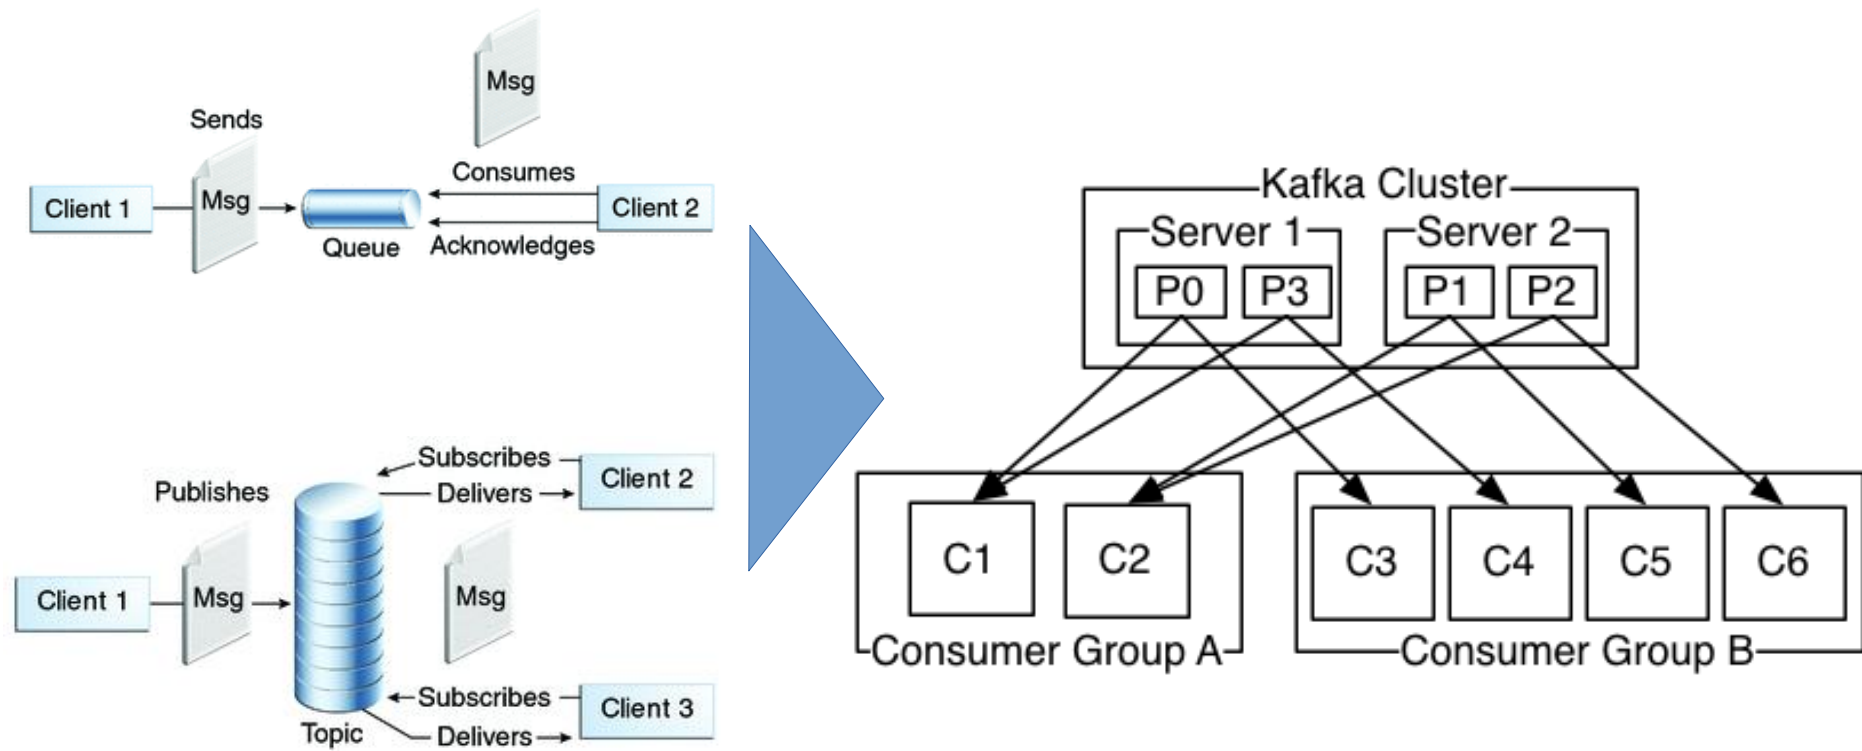 Msg
Sends
Client 1
Msg
Queue
Consumes
Acknowledges
Client 2
Publishes
Client 1
Msg
Topic
Subscribes
Delivers
Client 2
Msg
Subscribes
Delivers
Client 3
Kafka Cluster
Server 1
Server 2
P0
P3
P1
P2
C1
C2
C3
C4
C5
C6
Consumer Group A
Consumer Group B